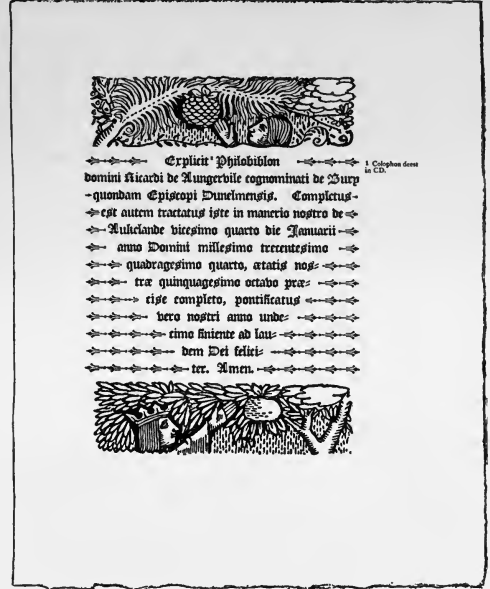 Explicit¹ Philobiblon
domini Ricardi de Aungervile cognominati de Bury
quondam Episcopi Dunelmensis. Completus
est autem tractatus iste in manerio nostro de
Aukelande vicesimo quarto die Januarii
anno Domini millesimo trecentesimo
quadragesimo quarto, ætatis nos⸗
træ quinquagesimo octavo præ⸗
cise completo, pontificatus
vero nostri anno unde⸗
cimo finiente ad lau⸗
dem Dei felici⸗
ter. Amen.
1 Colophon deest
in CD.